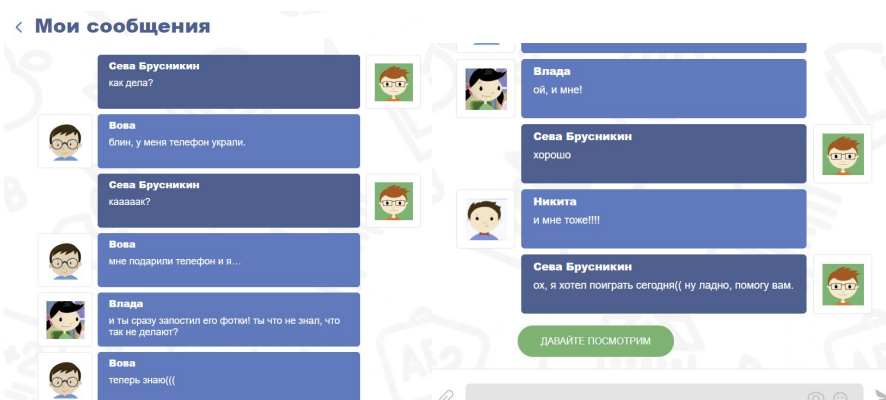 Мои сообщения
Сева Брусникин
как дела?
Вова
блин, у меня телефон украли.
Сева Брусникин
каааааk?
Вова
мне подарили телефон и я...
Влада
и ты сразу запостил его фотки! ты что не знал, что
так не делают?
Вова
теперь знаю(((
Влада
ой, и мне!
Сева Брусникин
хорошо
Никита
и мне тоже!!!!
Сева Брусникин
ох, я хотел поиграть сегодня(( ну ладно, помогу вам.
ДАВАЙТЕ ПОСМОТРИМ